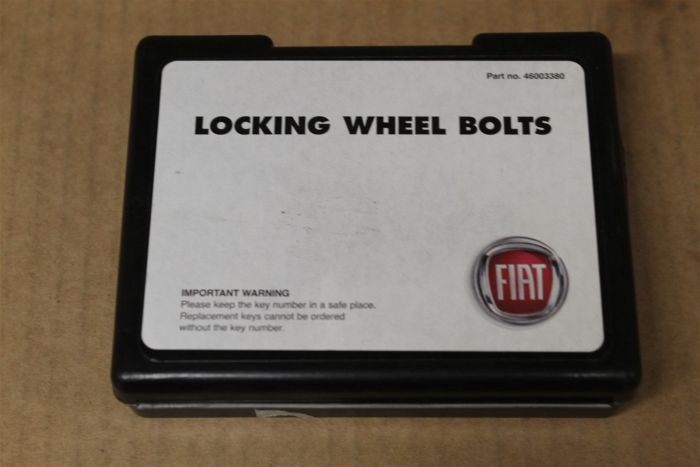 Part no. 46003380
LOCKING WHEEL BOLTS
FIAT
IMPORTANT WARNING
Please keep the key number in a safe place.
Replacement keys cannot be ordered
without the key number.